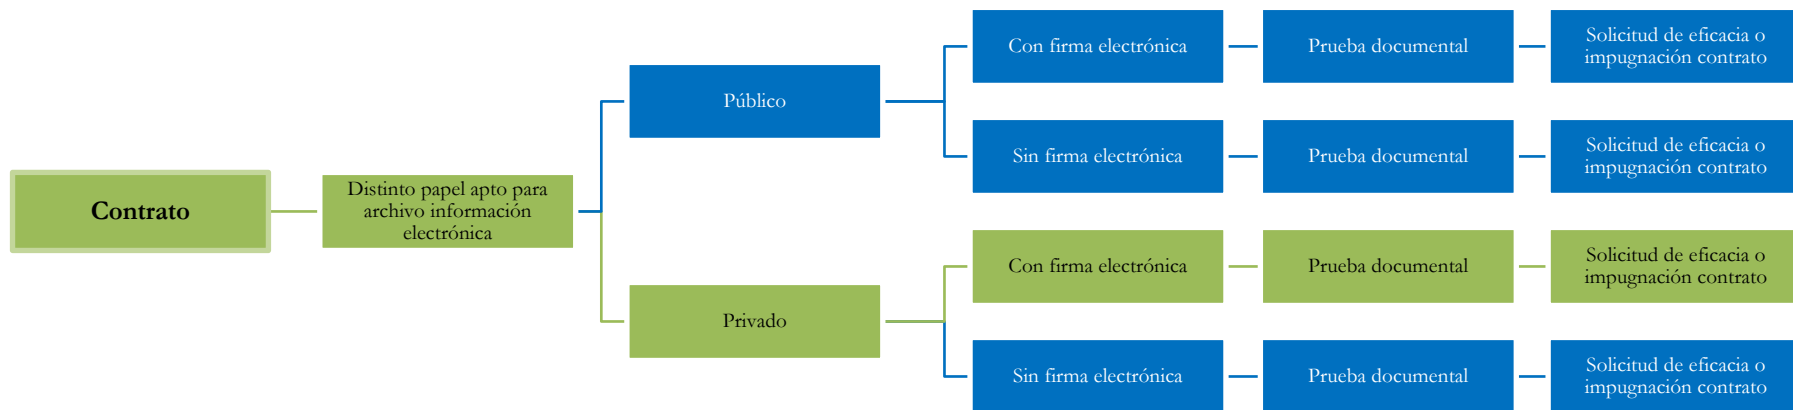 Contrato
Distinto papel apto para
archivo información
electrónica
Público
Con firma electrónica
Prueba documental
Solicitud de eficacia o
impugnación contrato
Sin firma electrónica
Prueba documental
Solicitud de eficacia o
impugnación contrato
Privado
Con firma electrónica
Prueba documental
Solicitud de eficacia o
impugnación contrato
Sin firma electrónica
Prueba documental
Solicitud de eficacia o
impugnación contrato